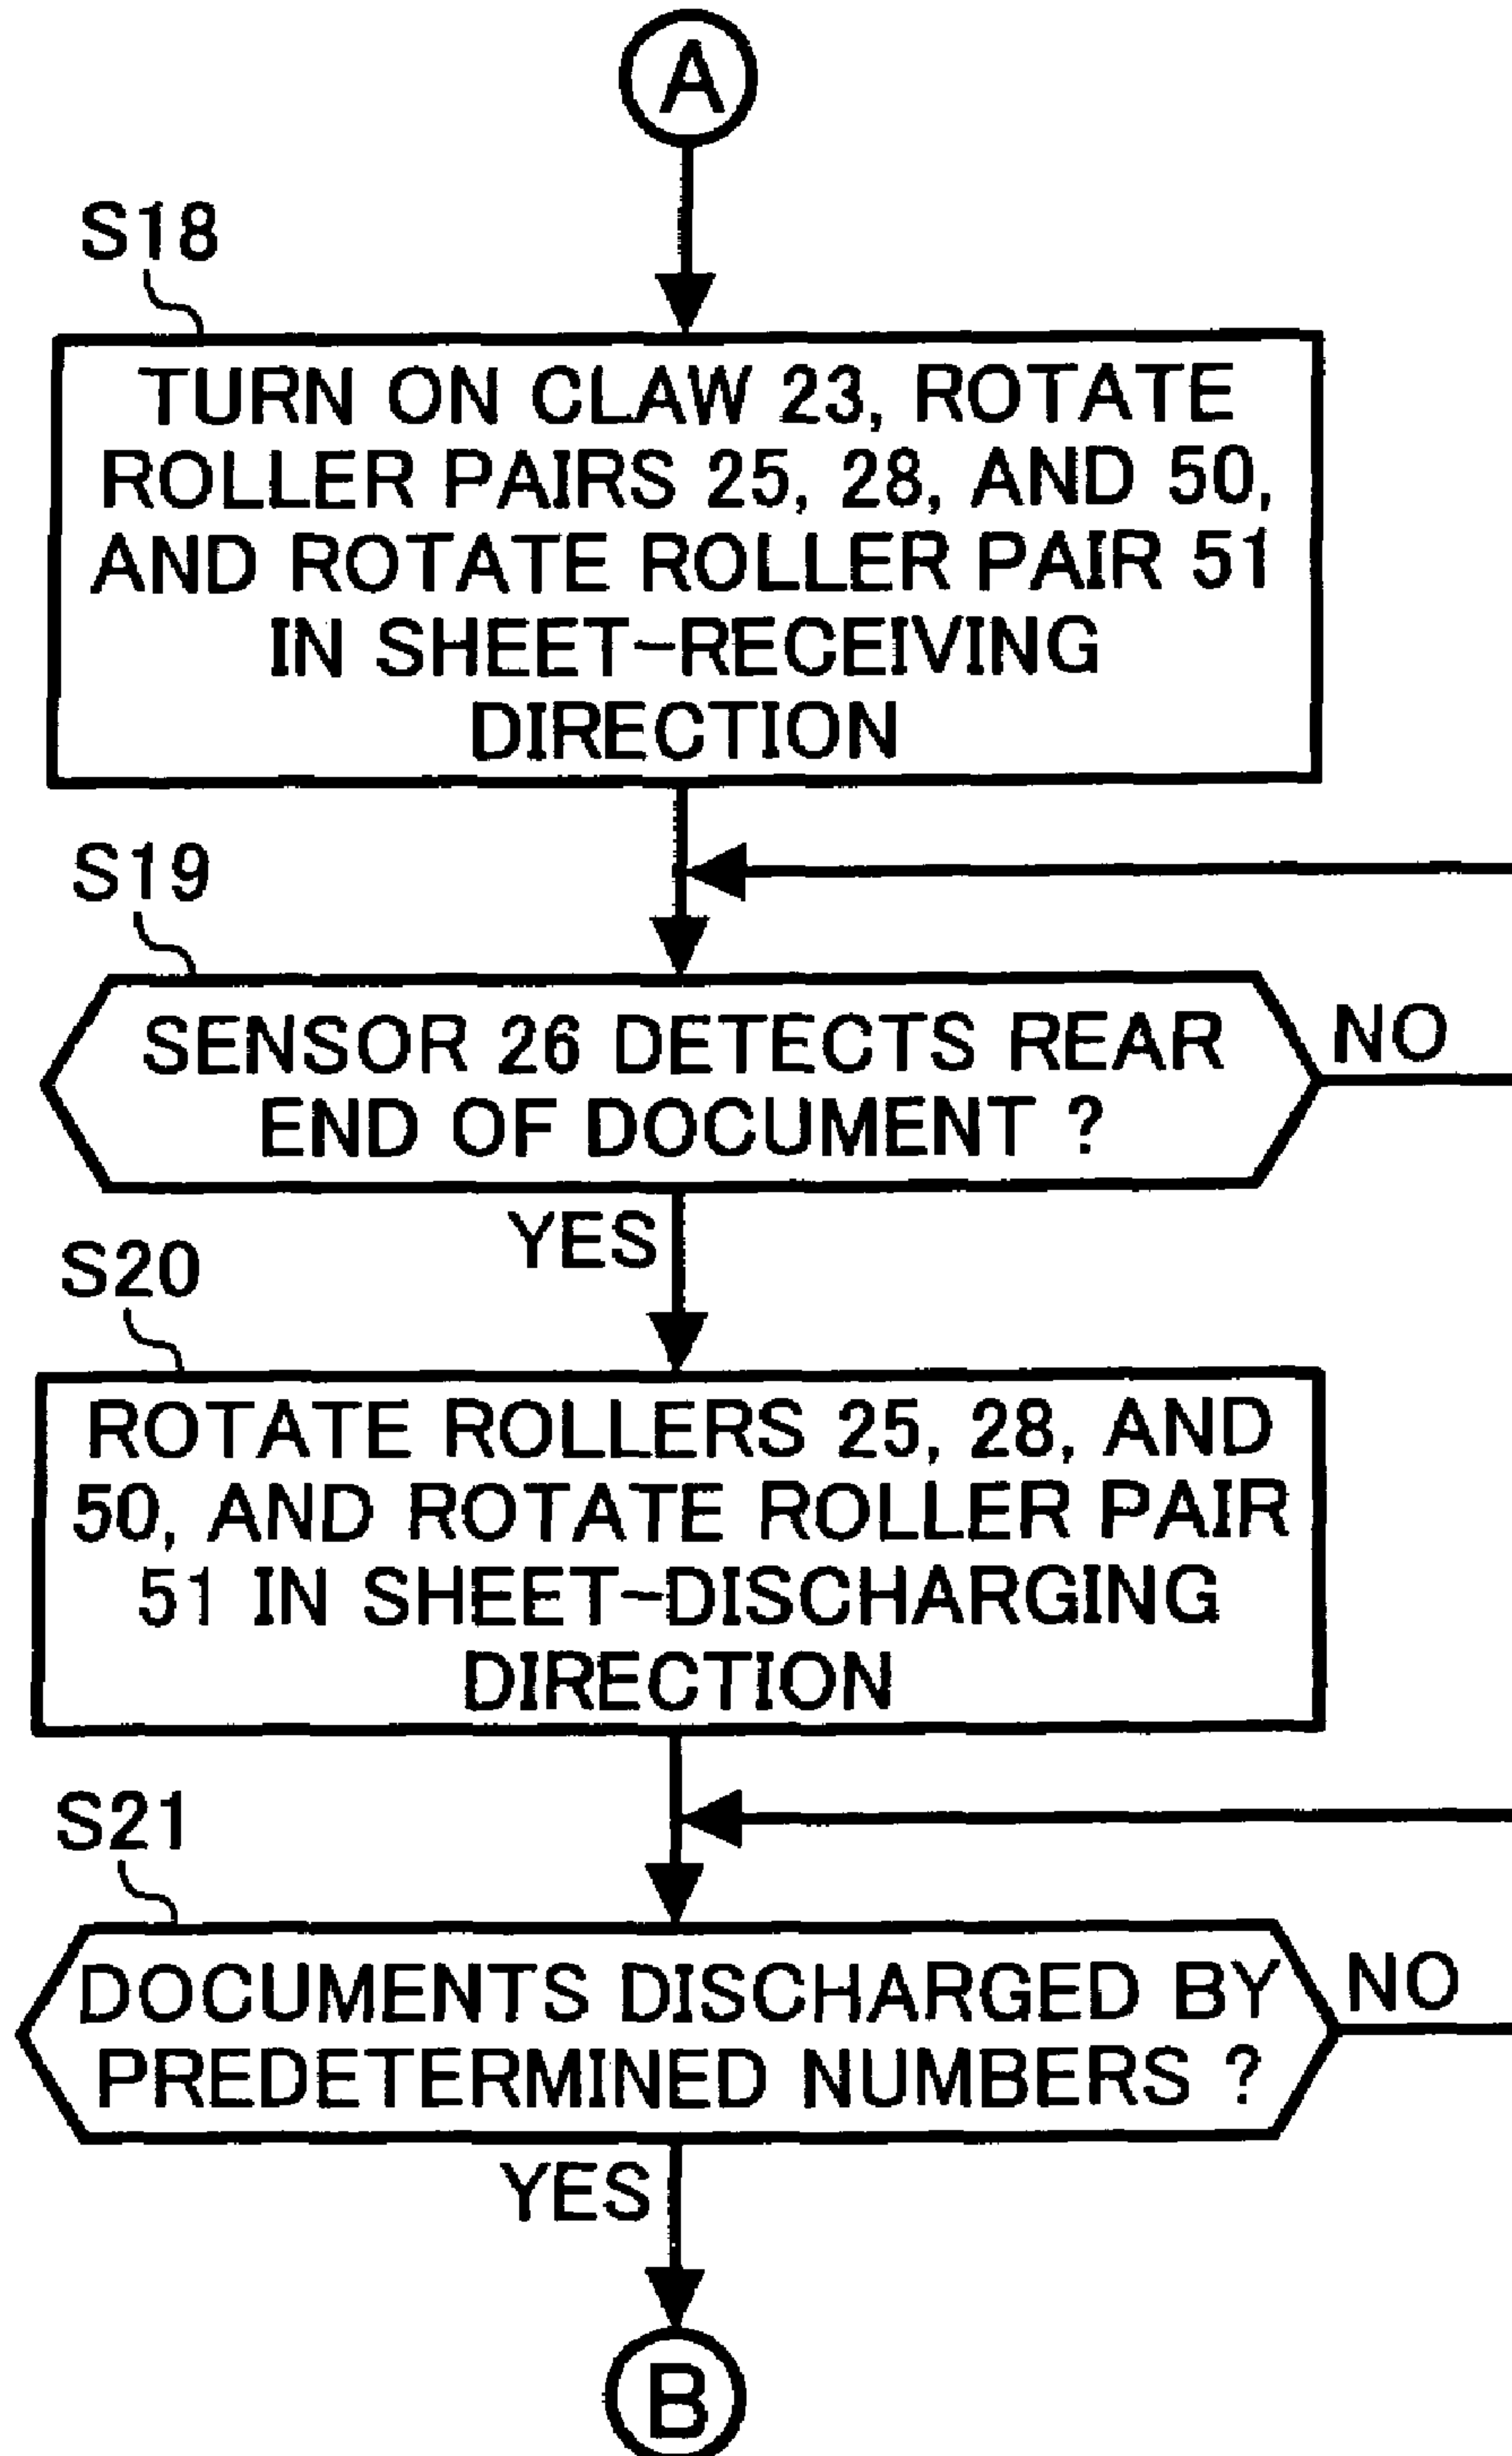 A
S18
TURN ON CLAW 23, ROTATE
ROLLER PAIRS 25, 28, AND 50,
AND ROTATE ROLLER PAIR 51
IN SHEET-RECEIVING
DIRECTION
S19
SENSOR 26 DETECTS REAR
END OF DOCUMENT ?
NO
YES
S20
ROTATE ROLLERS 25, 28, AND
50, AND ROTATE ROLLER PAIR
51 IN SHEET-DISCHARGING
DIRECTION
S21
DOCUMENTS DISCHARGED BY
PREDETERMINED NUMBERS ?
NO
YES
B